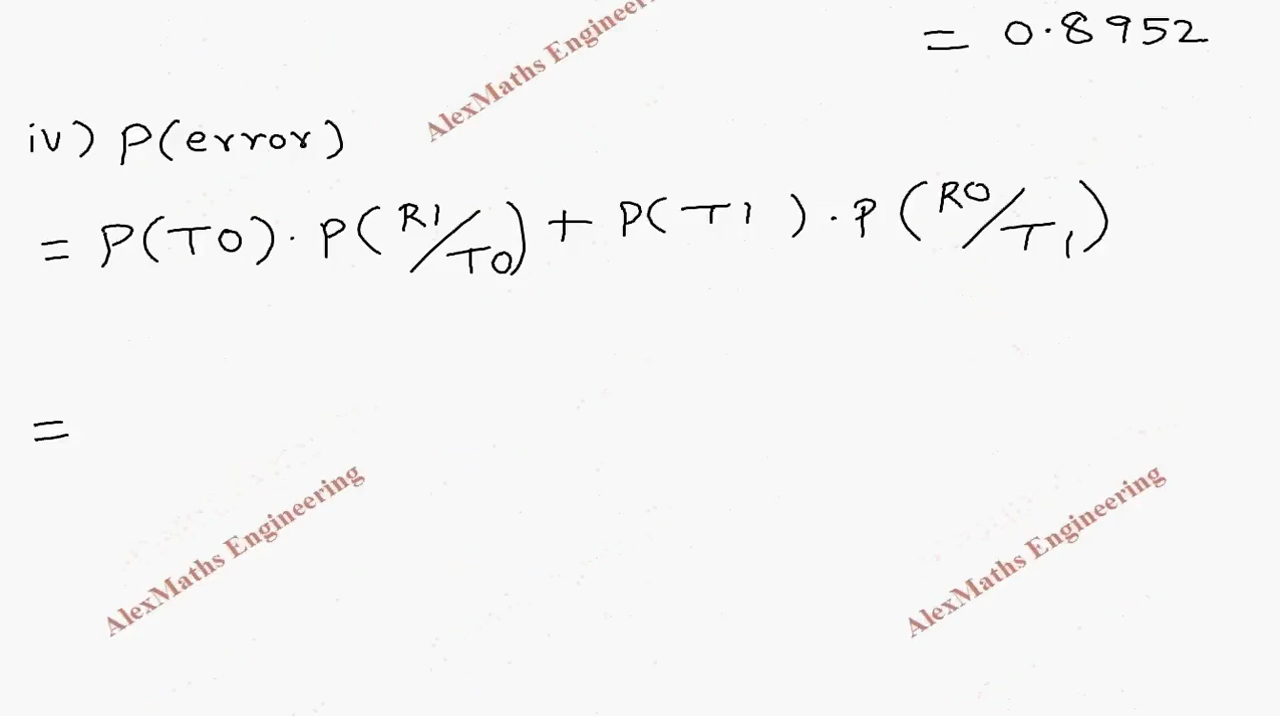 = 0.8952
AlexMaths Engineering
iv) P(error)
= P(T0) . P(R1/T0) + P(T1) . P(R0/T1)
=
AlexMaths Engineering
AlexMaths Engineering